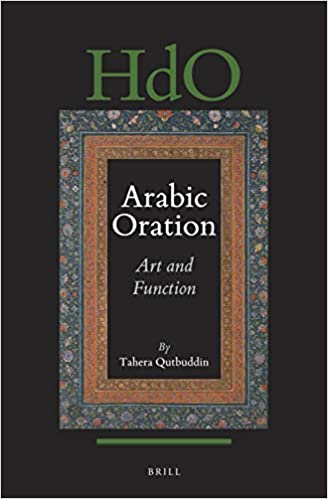 HdO
Arabic
Oration
Art and
Function
By
Tahera Qutbuddin
BRILL